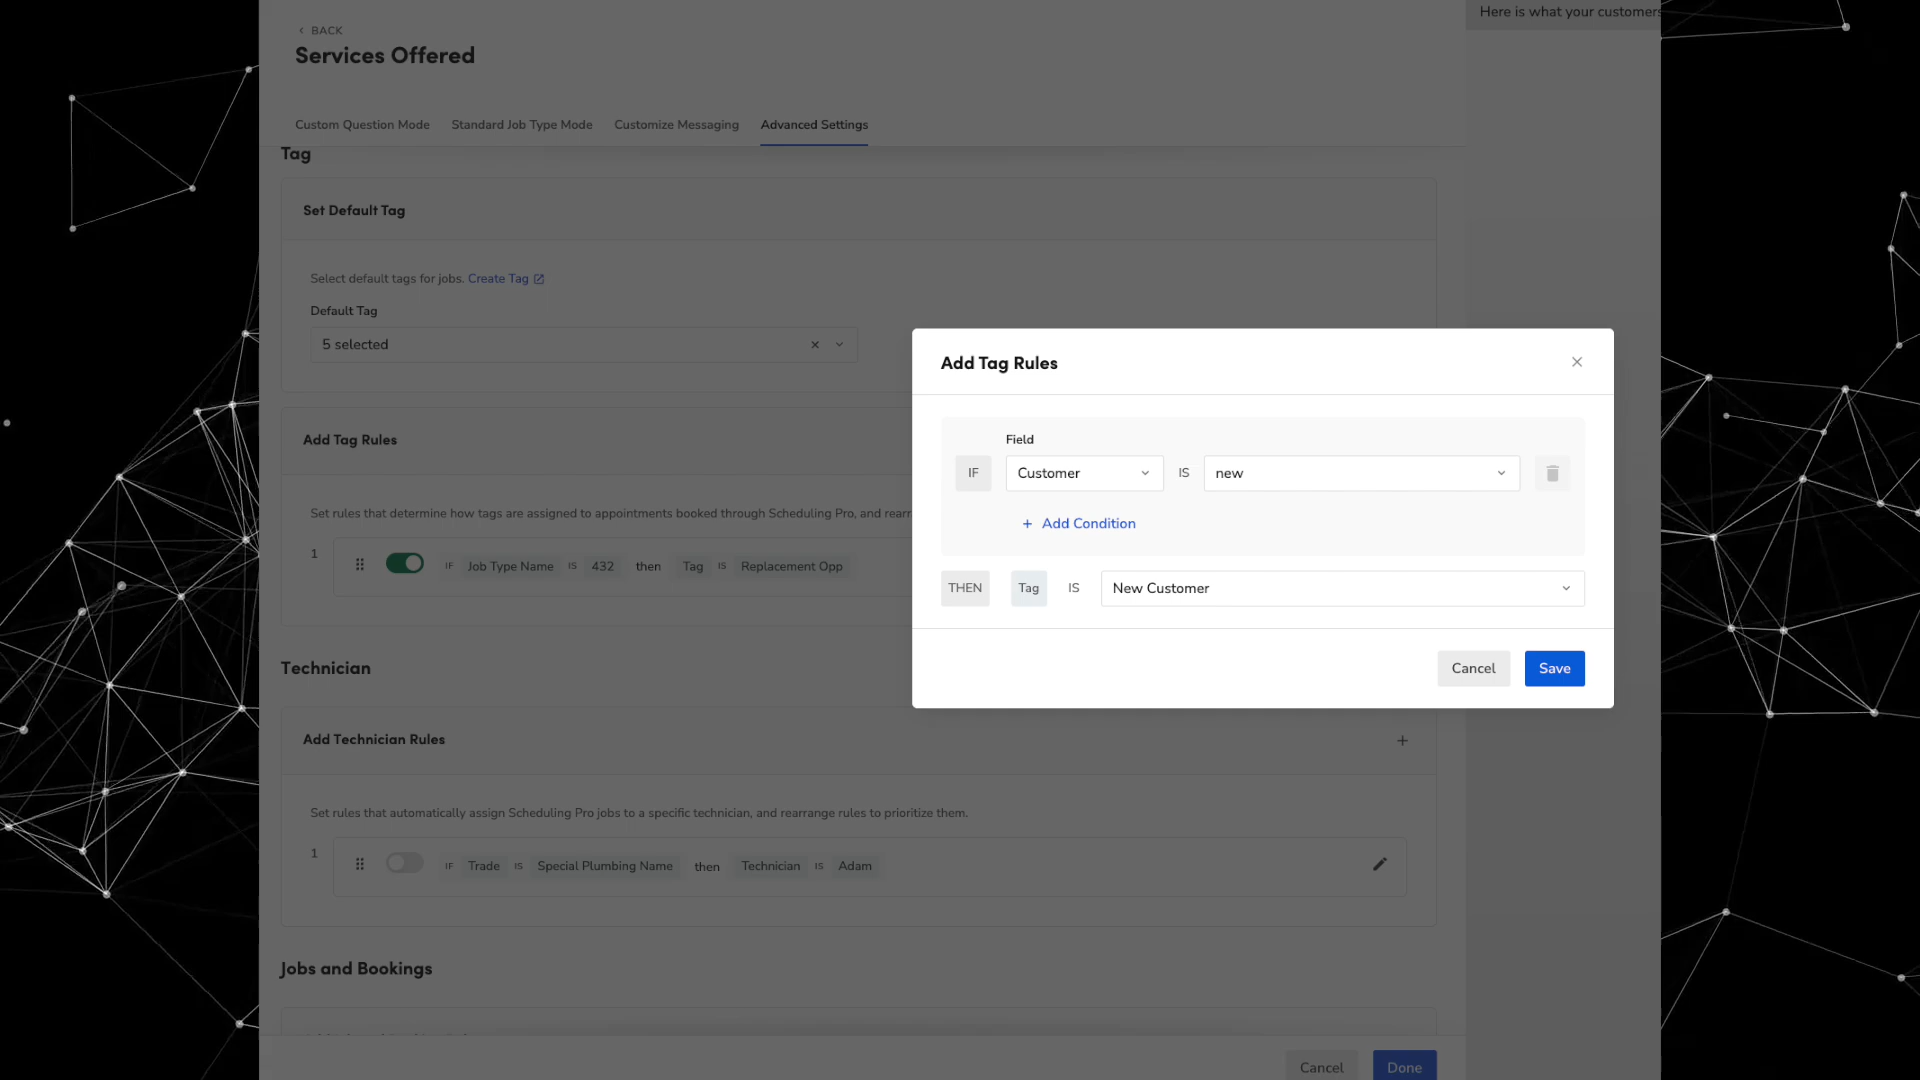 Here is what your customers
BACK
Services Offered
Custom Question Mode Standard Job Type Mode Customize Messaging Advanced Settings
Tag
Set Default Tag
Select default tags for jobs. Create Tag
Default Tag
5 selected
Add Tag Rules
Set rules that determine how tags are assigned to appointments booked through Scheduling Pro, and rearr
1 IF Job Type Name IS 432 then Tag IS Replacement Opp
Add Tag Rules
Field
IF Customer IS new
+ Add Condition
THEN Tag IS New Customer
Cancel Save
Technician
Add Technician Rules
Set rules that automatically assign Scheduling Pro jobs to a specific technician, and rearrange rules to prioritize them.
1 IF Trade IS Special Plumbing Name then Technician IS Adam
Jobs and Bookings
Cancel Done